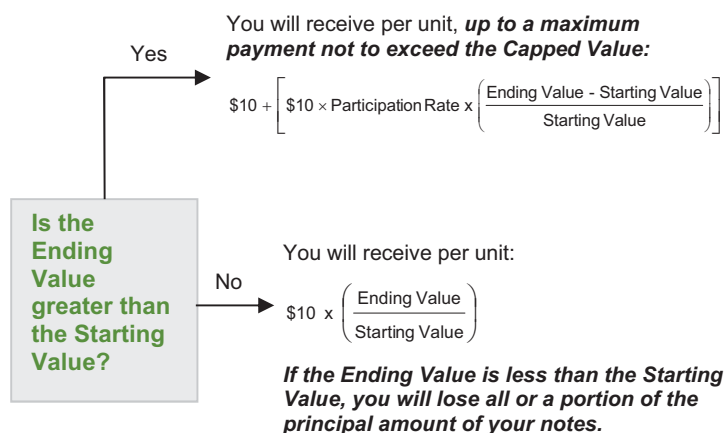 You will receive per unit, up to a maximum
payment not to exceed the Capped Value:
Yes
$10 + [ $10 × Participation Rate x ( Ending Value - Starting Value / Starting Value ) ]
Is the
Ending
Value
greater than
the Starting
Value?
No
You will receive per unit:
$10 x ( Ending Value / Starting Value )
If the Ending Value is less than the Starting
Value, you will lose all or a portion of the
principal amount of your notes.